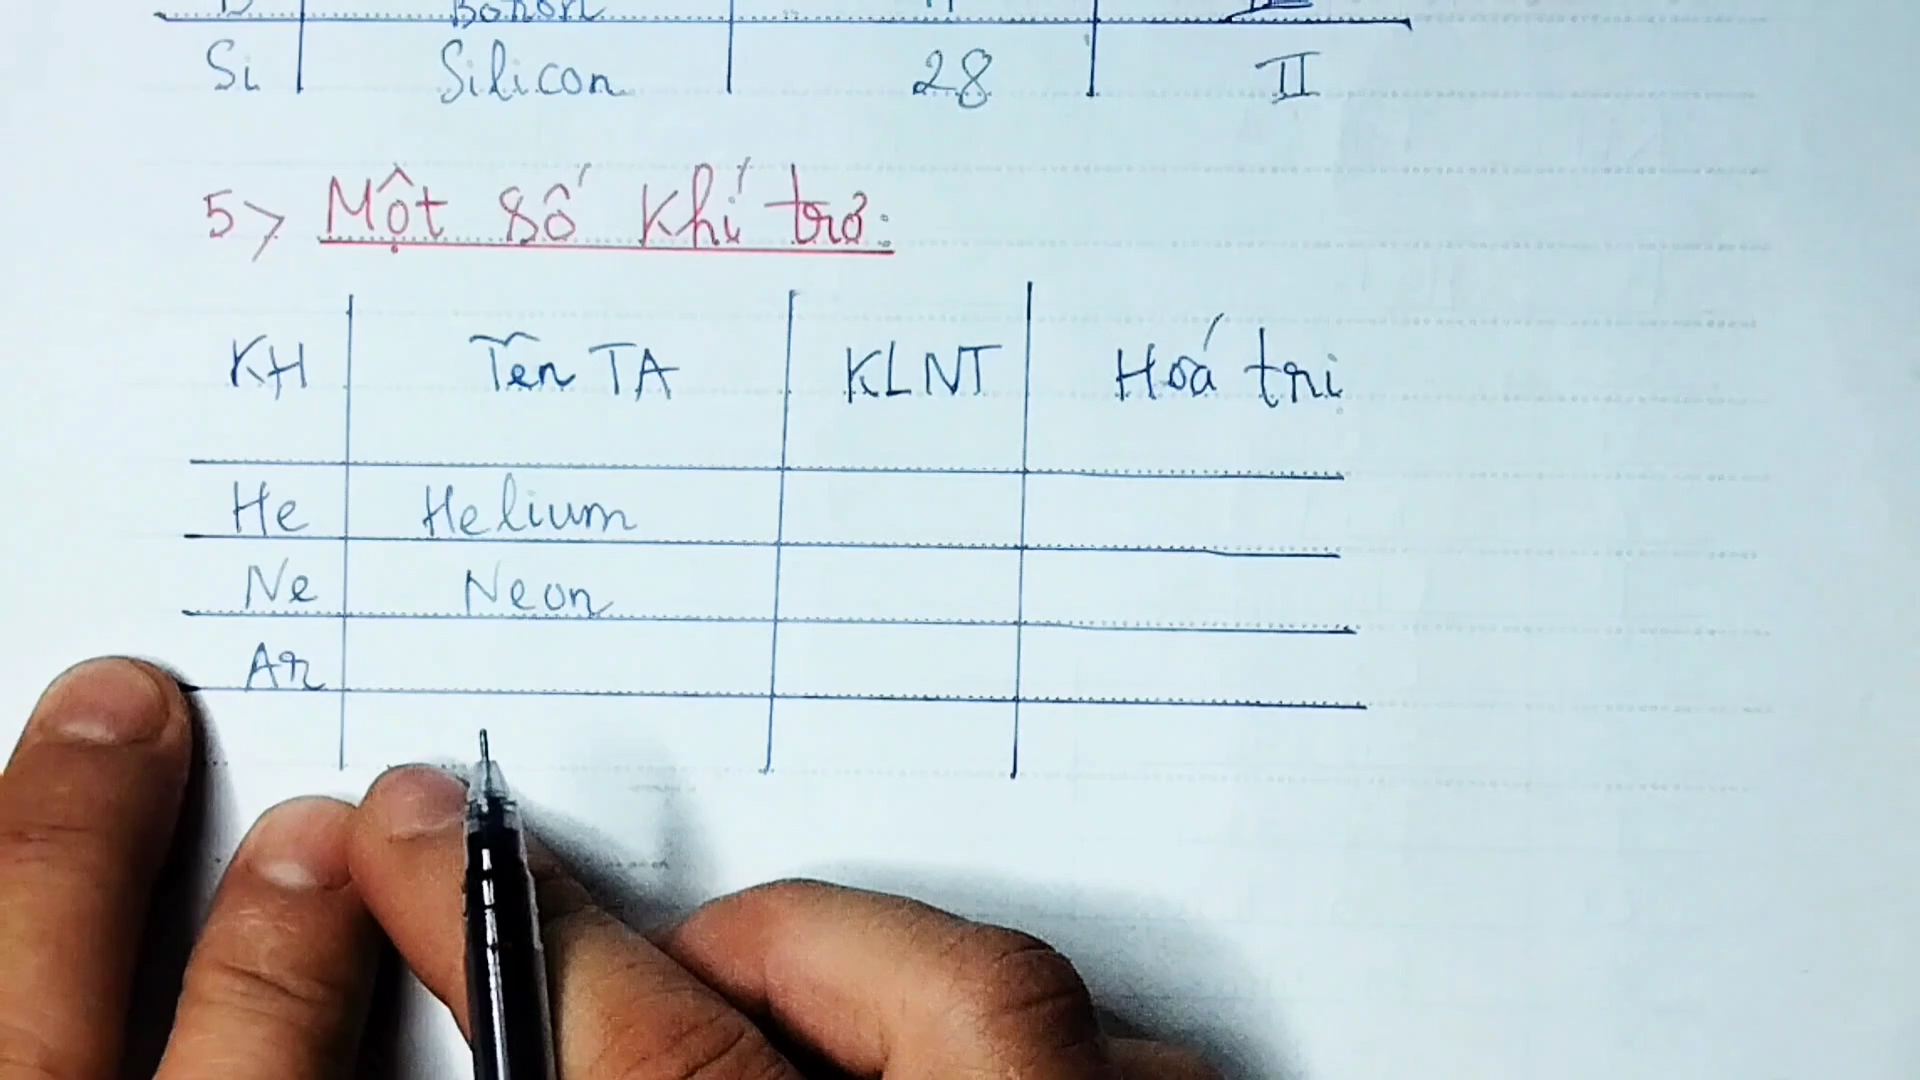 Si Silicon 28 II
5> Một số khí trơ:
KH Tên TA KLNT Hoá tri
He Helium
Ne Neon
Ar